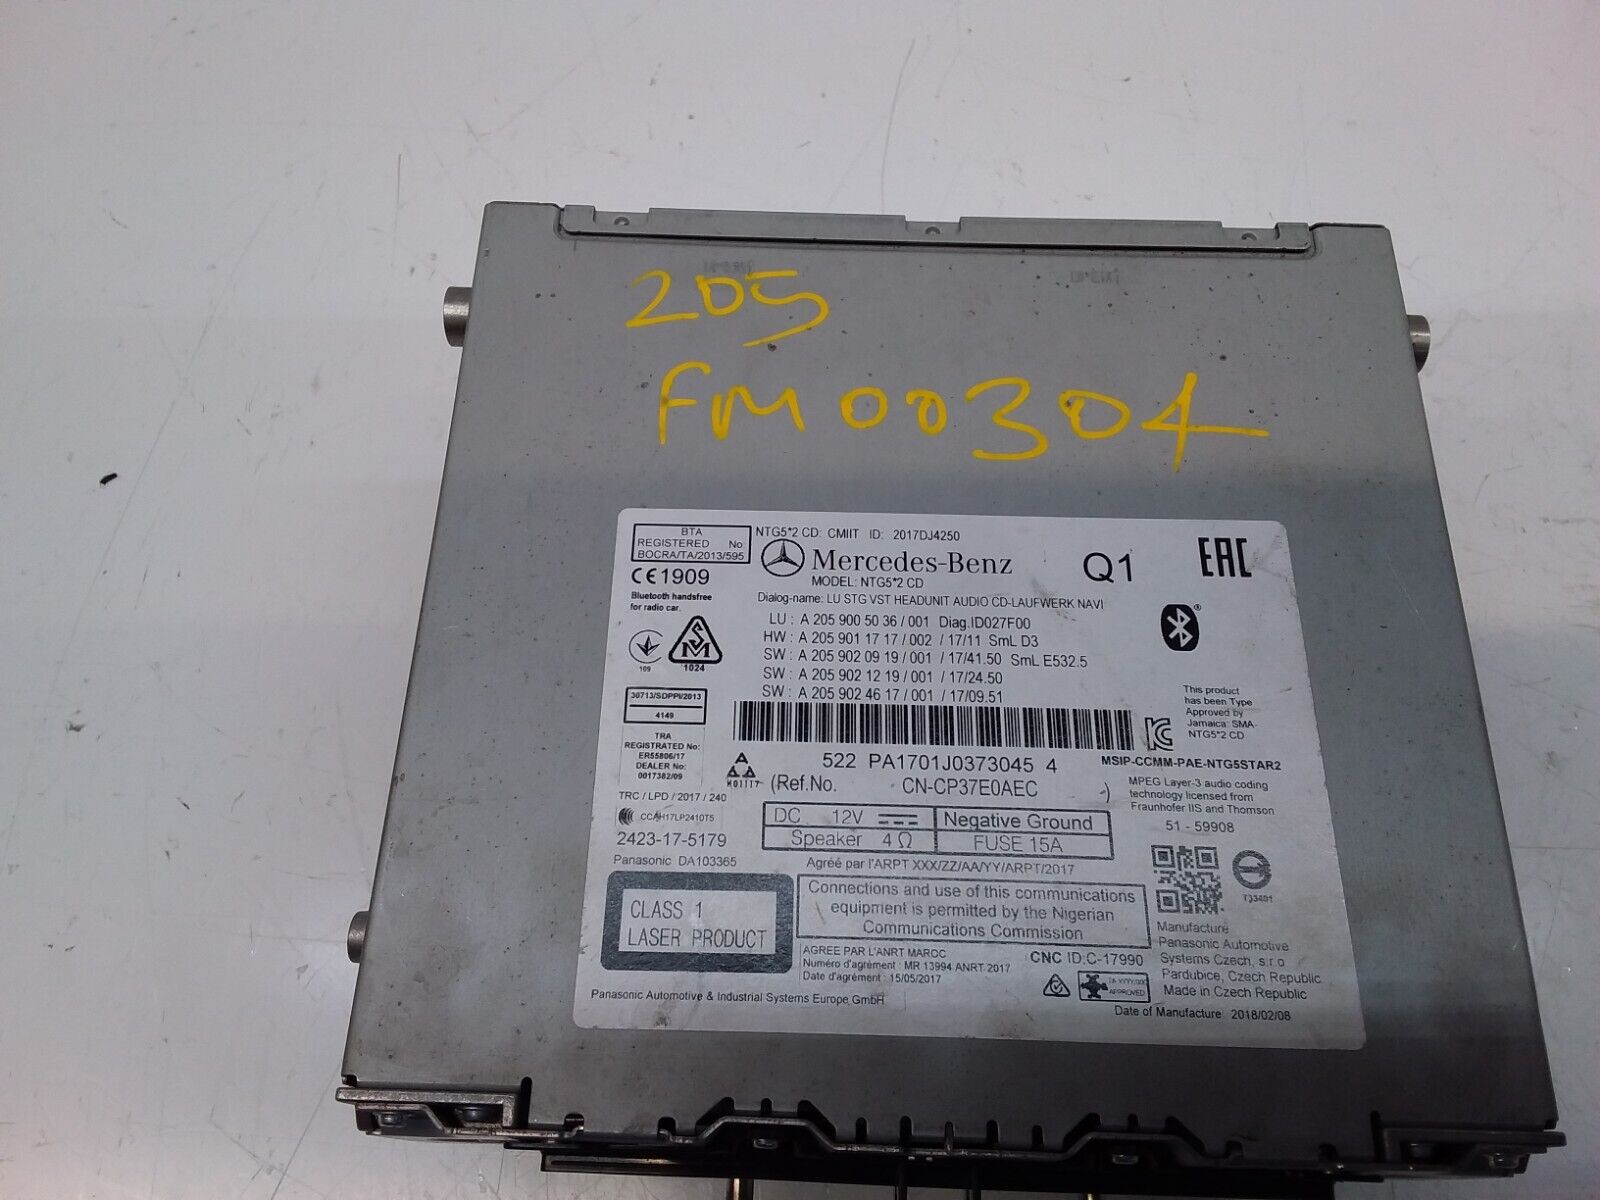 205
FM00304
BTA
REGISTERED No:
BOCRA/TA/2013/595
NTG5*2 CD: CMIIT ID: 2017DJ4250
Mercedes-Benz
Q1
EAC
MODEL: NTG5*2 CD
CE1909
Dialog-name: LU STG VST HEADUNIT AUDIO CD-LAUFWERK NAVI
Bluetooth handsfree
for radio car.
LU : A 205 900 50 36 / 001 Diag.ID027F00
HW : A 205 901 17 17 / 002 / 17/11 SmL D3
SW : A 205 902 09 19 / 001 / 17/41.50 SmL E532.5
SW : A 205 902 12 19 / 001 / 17/24.50
SW : A 205 902 46 17 / 001 / 17/09.51
109
SM
1024
30713/SDPPI/2013
4149
This product
has been Type
Approved by
Jamaica: SMA-
NTG5*2 CD
TRA
REGISTRATED No:
ER55806/17
DEALER No:
0017382/09
522 PA1701J0373045 4
MSIP-CCMM-PAE-NTG5STAR2
(Ref.No. CN-CP37E0AEC )
MPEG Layer-3 audio coding
technology licensed from
Fraunhofer IIS and Thomson
TRC / LPD / 2017 / 240
CCAH17LP2410T5
DC 12V
Negative Ground
Speaker 4 Ω
FUSE 15A
51 - 59908
2423-17-5179
Panasonic DA103365
Agréé par l'ARPT XXX/ZZ/AA/YY/ARPT/2017
CLASS 1
LASER PRODUCT
Connections and use of this communications
equipment is permitted by the Nigerian
Communications Commission
AGREE PAR L'ANRT MAROC
Numéro d'agrément : MR 13994 ANRT 2017
Date d'agrément : 15/05/2017
CNC ID:C-17990
APPROVED
Manufacture
Panasonic Automotive
Systems Czech, s.r.o
Pardubice, Czech Republic
Made in Czech Republic
Panasonic Automotive & Industrial Systems Europe GmbH
Date of Manufacture: 2018/02/08